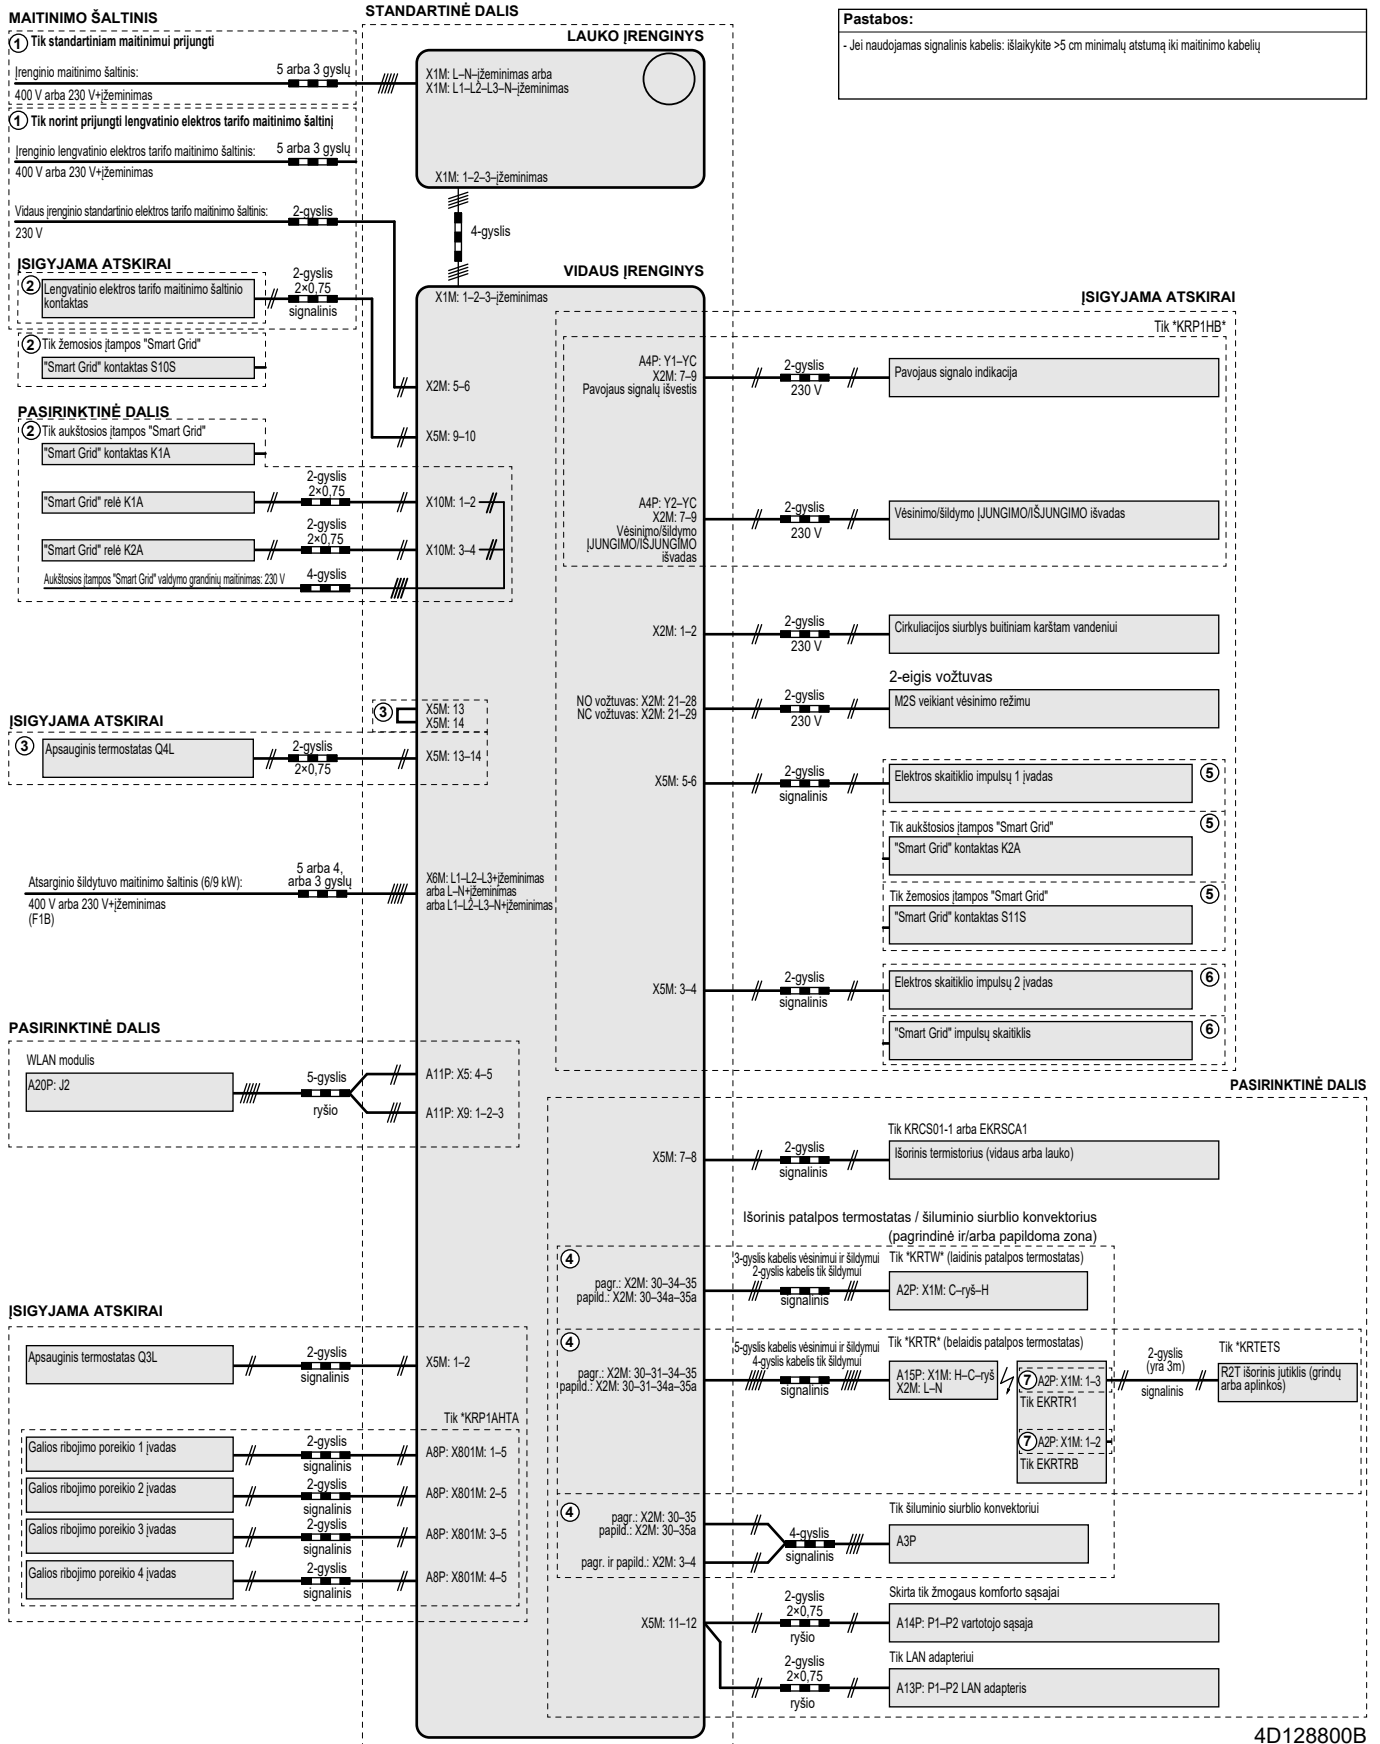 MAITINIMO ŠALTINIS
① Tik standartiniam maitinimui prijungti
Įrenginio maitinimo šaltinis:
5 arba 3 gyslų
400 V arba 230 V+įžeminimas
① Tik norint prijungti lengvatinio elektros tarifo maitinimo šaltinį
Įrenginio lengvatinio elektros tarifo maitinimo šaltinis:
5 arba 3 gyslų
400 V arba 230 V+įžeminimas
Vidaus įrenginio standartinio elektros tarifo maitinimo šaltinis:
2-gyslis
230 V
ĮSIGYJAMA ATSKIRAI
② Lengvatinio elektros tarifo maitinimo šaltinio
kontaktas
2-gyslis
2×0,75
signalinis
② Tik žemosios įtampos "Smart Grid"
"Smart Grid" kontaktas S10S
PASIRINKTINĖ DALIS
② Tik aukštosios įtampos "Smart Grid"
"Smart Grid" kontaktas K1A
"Smart Grid" relė K1A
2-gyslis
2×0,75
"Smart Grid" relė K2A
2-gyslis
2×0,75
Aukštosios įtampos "Smart Grid" valdymo grandinių maitinimas: 230 V
4-gyslis
ĮSIGYJAMA ATSKIRAI
③ Apsauginis termostatas Q4L
2-gyslis
2×0,75
Atsarginio šildytuvo maitinimo šaltinis (6/9 kW):
5 arba 4,
arba 3 gyslų
400 V arba 230 V+įžeminimas
(F1B)
PASIRINKTINĖ DALIS
WLAN modulis
A20P: J2
5-gyslis
ryšio
ĮSIGYJAMA ATSKIRAI
Apsauginis termostatas Q3L
2-gyslis
signalinis
Tik *KRP1AHTA
Galios ribojimo poreikio 1 įvadas
2-gyslis
signalinis
Galios ribojimo poreikio 2 įvadas
2-gyslis
signalinis
Galios ribojimo poreikio 3 įvadas
2-gyslis
signalinis
Galios ribojimo poreikio 4 įvadas
2-gyslis
signalinis
STANDARTINĖ DALIS
LAUKO ĮRENGINYS
X1M: L–N–įžeminimas arba
X1M: L1–L2–L3–N–įžeminimas
X1M: 1–2–3–įžeminimas
4-gyslis
VIDAUS ĮRENGINYS
X1M: 1–2–3–įžeminimas
X2M: 5–6
X5M: 9–10
X10M: 1–2
X10M: 3–4
③ X5M: 13
X5M: 14
X5M: 13–14
X6M: L1–L2–L3+įžeminimas
arba L–N+įžeminimas
arba L1–L2–L3–N+įžeminimas
A11P: X5: 4–5
A11P: X9: 1–2–3
X5M: 1–2
A8P: X801M: 1–5
A8P: X801M: 2–5
A8P: X801M: 3–5
A8P: X801M: 4–5
Pastabos:
- Jei naudojamas signalinis kabelis: išlaikykite >5 cm minimalų atstumą iki maitinimo kabelių
ĮSIGYJAMA ATSKIRAI
Tik *KRP1HB*
A4P: Y1–YC
X2M: 7–9
Pavojaus signalų išvestis
2-gyslis
230 V
Pavojaus signalo indikacija
A4P: Y2–YC
X2M: 7–9
Vėsinimo/šildymo
ĮJUNGIMO/IŠJUNGIMO
išvadas
2-gyslis
230 V
Vėsinimo/šildymo ĮJUNGIMO/IŠJUNGIMO išvadas
X2M: 1–2
2-gyslis
230 V
Cirkuliacijos siurblys buitiniam karštam vandeniui
2-eigis vožtuvas
NO vožtuvas: X2M: 21–28
NC vožtuvas: X2M: 21–29
2-gyslis
230 V
M2S veikiant vėsinimo režimu
X5M: 5-6
2-gyslis
signalinis
Elektros skaitiklio impulsų 1 įvadas ⑤
Tik aukštosios įtampos "Smart Grid" ⑤
"Smart Grid" kontaktas K2A
Tik žemosios įtampos "Smart Grid" ⑤
"Smart Grid" kontaktas S11S
X5M: 3–4
2-gyslis
signalinis
Elektros skaitiklio impulsų 2 įvadas ⑥
"Smart Grid" impulsų skaitiklis ⑥
PASIRINKTINĖ DALIS
Tik KRCS01-1 arba EKRSCA1
X5M: 7–8
2-gyslis
signalinis
Išorinis termistorius (vidaus arba lauko)
Išorinis patalpos termostatas / šiluminio siurblio konvektorius
(pagrindinė ir/arba papildoma zona)
④
pagr.: X2M: 30–34–35
papild.: X2M: 30–34a–35a
3-gyslis kabelis vėsinimui ir šildymui
2-gyslis kabelis tik šildymui
signalinis
Tik *KRTW* (laidinis patalpos termostatas)
A2P: X1M: C–ryš–H
④
pagr.: X2M: 30–31–34–35
papild.: X2M: 30–31–34a–35a
5-gyslis kabelis vėsinimui ir šildymui
4-gyslis kabelis tik šildymui
signalinis
Tik *KRTR* (belaidis patalpos termostatas)
A15P: X1M: H–C–ryš
X2M: L–N
⑦ A2P: X1M: 1–3
Tik EKRTR1
⑦ A2P: X1M: 1–2
Tik EKRTRB
2-gyslis
(yra 3m)
signalinis
Tik *KRTETS
R2T išorinis jutiklis (grindų
arba aplinkos)
④
pagr.: X2M: 30–35
papild.: X2M: 30–35a
pagr. ir papild.: X2M: 3–4
4-gyslis
signalinis
Tik šiluminio siurblio konvektoriui
A3P
X5M: 11–12
2-gyslis
2×0,75
ryšio
Skirta tik žmogaus komforto sąsajai
A14P: P1–P2 vartotojo sąsaja
2-gyslis
2×0,75
ryšio
Tik LAN adapteriui
A13P: P1–P2 LAN adapteris
4D128800B